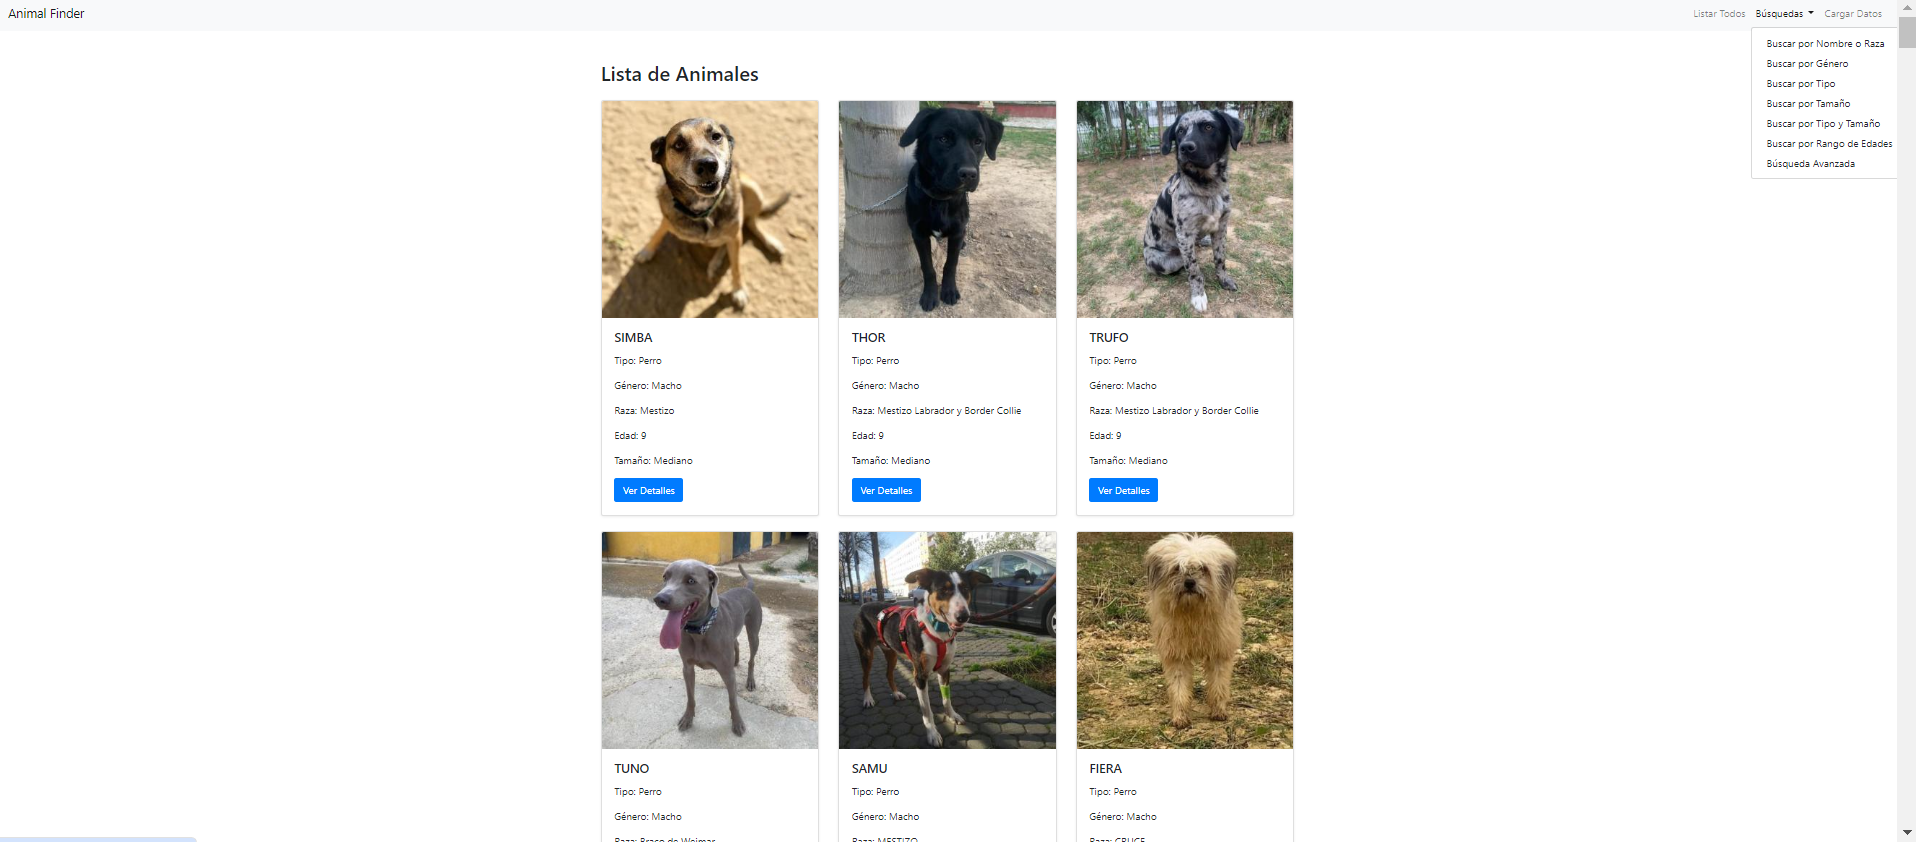 Animal Finder
Listar Todos
Búsquedas
Cargar Datos
Buscar por Nombre o Raza
Buscar por Género
Buscar por Tipo
Buscar por Tamaño
Buscar por Tipo y Tamaño
Buscar por Rango de Edades
Búsqueda Avanzada
Lista de Animales
SIMBA
Tipo: Perro
Género: Macho
Raza: Mestizo
Edad: 9
Tamaño: Mediano
Ver Detalles
THOR
Tipo: Perro
Género: Macho
Raza: Mestizo Labrador y Border Collie
Edad: 9
Tamaño: Mediano
Ver Detalles
TRUFO
Tipo: Perro
Género: Macho
Raza: Mestizo Labrador y Border Collie
Edad: 9
Tamaño: Mediano
Ver Detalles
TUNO
Tipo: Perro
Género: Macho
Raza: Braco de Weimar
SAMU
Tipo: Perro
Género: Macho
Raza: MESTIZO
FIERA
Tipo: Perro
Género: Macho
Raza: CRUCE